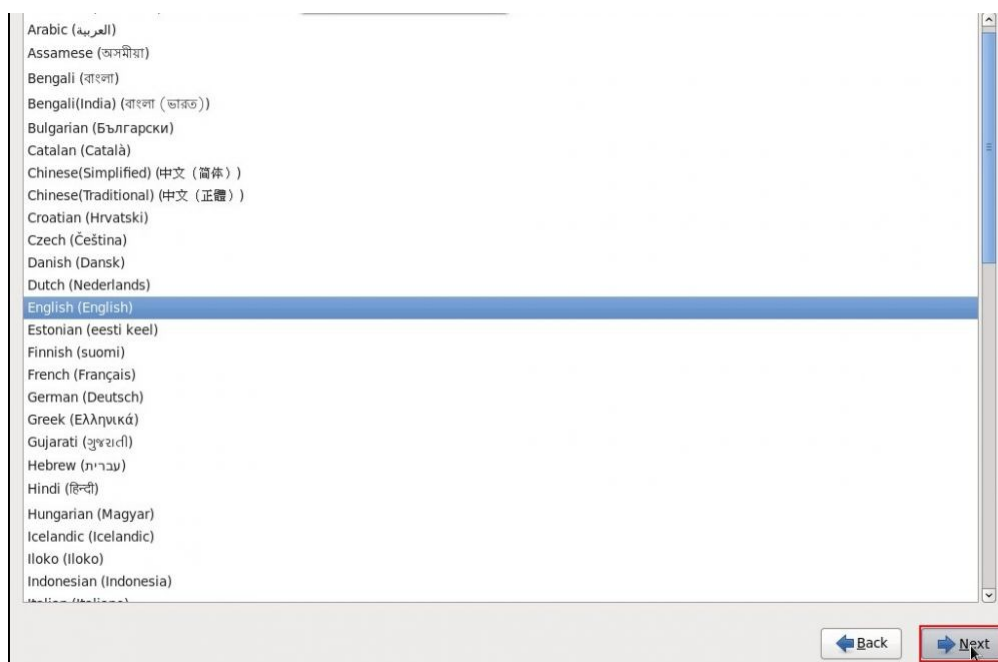 Arabic (العربية)
Assamese (অসমীয়া)
Bengali (বাংলা)
Bengali(India) (বাংলা (ভারত))
Bulgarian (Български)
Catalan (Català)
Chinese(Simplified) (中文（简体）)
Chinese(Traditional) (中文（正體）)
Croatian (Hrvatski)
Czech (Čeština)
Danish (Dansk)
Dutch (Nederlands)
English (English)
Estonian (eesti keel)
Finnish (suomi)
French (Français)
German (Deutsch)
Greek (Ελληνικά)
Gujarati (ગુજરાતી)
Hebrew (עברית)
Hindi (हिन्दी)
Hungarian (Magyar)
Icelandic (Icelandic)
Iloko (Iloko)
Indonesian (Indonesia)
Italian (Italiano)
Back
Next